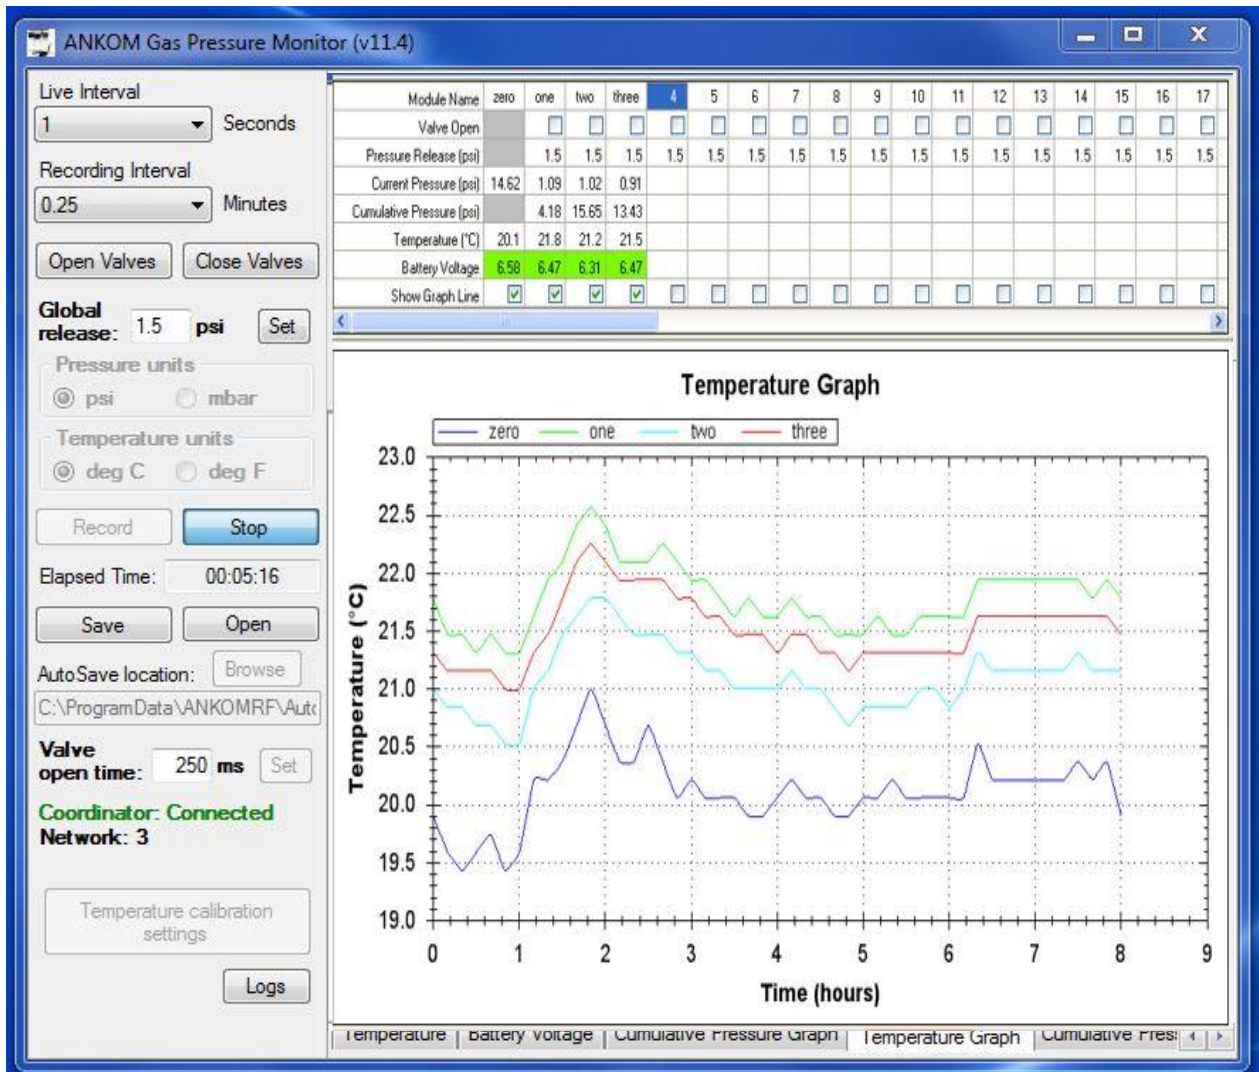 ANKOM Gas Pressure Monitor (v11.4)
Live Interval
1 Seconds
Recording Interval
0.25 Minutes
Open Valves Close Valves
Global
release: 1.5 psi Set
Pressure units
psi mbar
Temperature units
deg C deg F
Record Stop
Elapsed Time: 00:05:16
Save Open
AutoSave location: Browse
C:\ProgramData\ANKOMRF\Auto
Valve
open time: 250 ms Set
Coordinator: Connected
Network: 3
Temperature calibration
settings
Logs
Module Name zero one two three 4 5 6 7 8 9 10 11 12 13 14 15 16 17
Valve Open
Pressure Release (psi) 1.5 1.5 1.5 1.5 1.5 1.5 1.5 1.5 1.5 1.5 1.5 1.5 1.5 1.5 1.5 1.5 1.5
Current Pressure (psi) 14.62 1.09 1.02 0.91
Cumulative Pressure (psi) 4.18 15.65 13.43
Temperature (°C) 20.1 21.8 21.2 21.5
Battery Voltage 6.58 6.47 6.31 6.47
Show Graph Line
Temperature Graph
zero one two three
Temperature (°C)
23.0
22.5
22.0
21.5
21.0
20.5
20.0
19.5
19.0
0 1 2 3 4 5 6 7 8 9
Time (hours)
Temperature Battery Voltage Cumulative Pressure Graph Temperature Graph Cumulative Pres